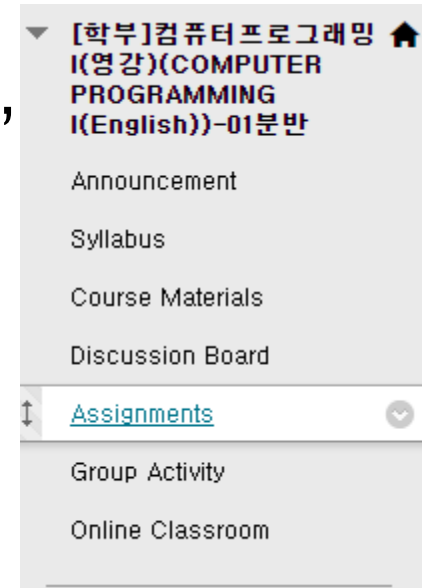 [학부]컴퓨터프로그래밍
I(영강)(COMPUTER
PROGRAMMING
I(English))-01분반
,
Announcement
Syllabus
Course Materials
Discussion Board
Assignments
Group Activity
Online Classroom